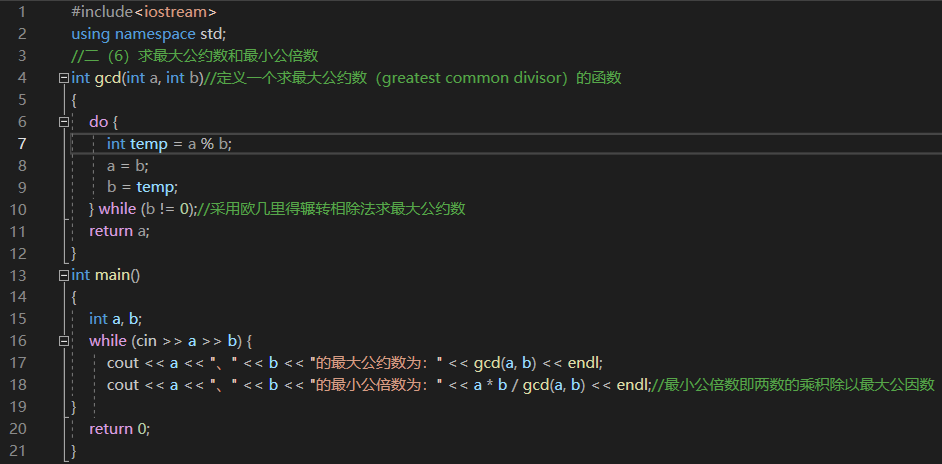 1 #include<iostream>
2 using namespace std;
3 //二（6）求最大公约数和最小公倍数
4 int gcd(int a, int b)//定义一个求最大公约数（greatest common divisor）的函数
5 {
6 do {
7 int temp = a % b;
8 a = b;
9 b = temp;
10 } while (b != 0);//采用欧几里得辗转相除法求最大公约数
11 return a;
12 }
13 int main()
14 {
15 int a, b;
16 while (cin >> a >> b) {
17 cout << a << "、" << b << "的最大公约数为：" << gcd(a, b) << endl;
18 cout << a << "、" << b << "的最小公倍数为：" << a * b / gcd(a, b) << endl;//最小公倍数即两数的乘积除以最大公因数
19 }
20 return 0;
21 }